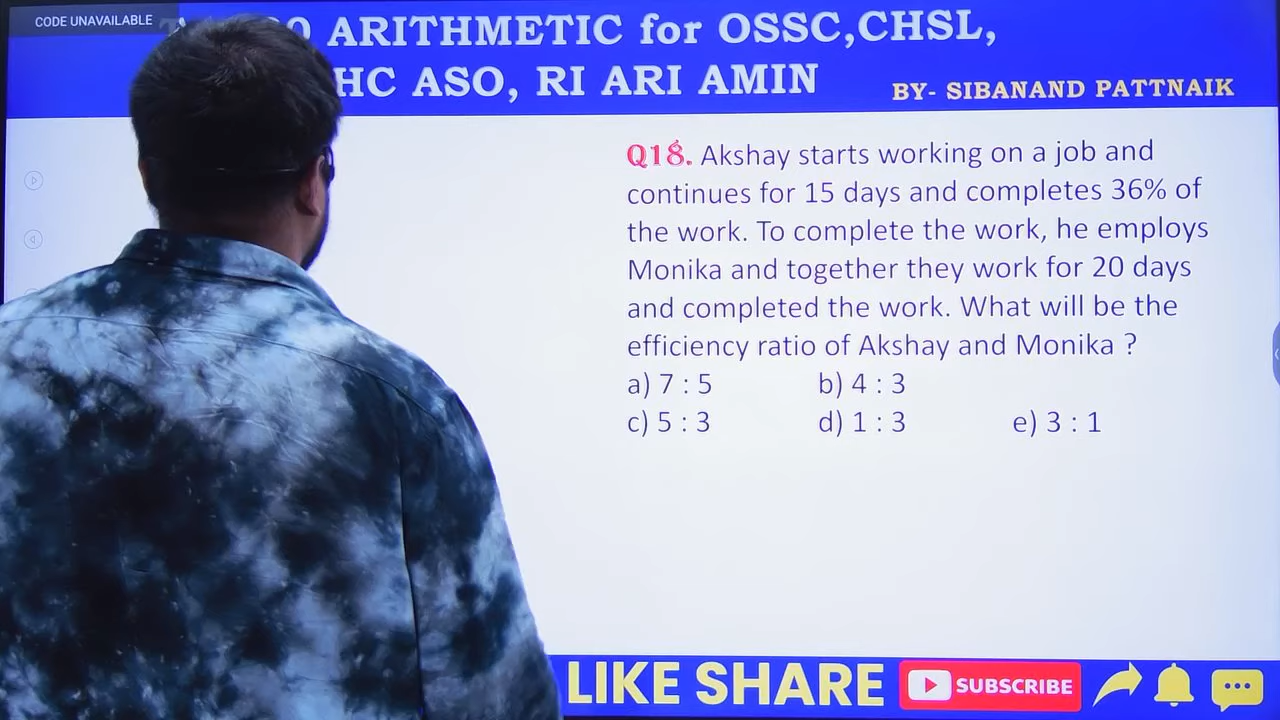 CODE UNAVAILABLE
ARITHMETIC for OSSC,CHSL,
HC ASO, RI ARI AMIN
BY- SIBANAND PATTNAIK
Q18. Akshay starts working on a job and
continues for 15 days and completes 36% of
the work. To complete the work, he employs
Monika and together they work for 20 days
and completed the work. What will be the
efficiency ratio of Akshay and Monika ?
a) 7 : 5 b) 4 : 3
c) 5 : 3 d) 1 : 3 e) 3 : 1
LIKE SHARE SUBSCRIBE